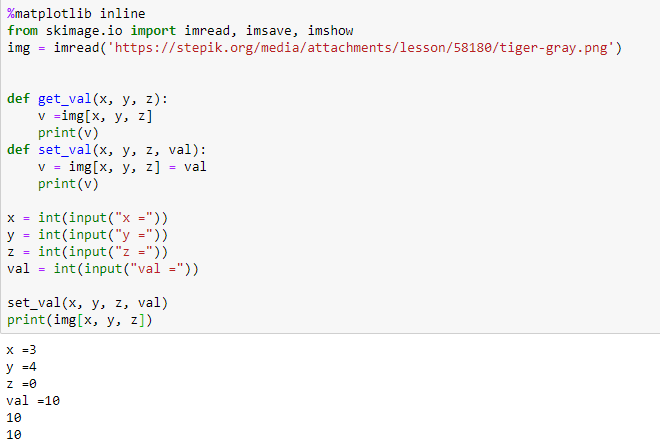 %matplotlib inline
from skimage.io import imread, imsave, imshow
img = imread('https://stepik.org/media/attachments/lesson/58180/tiger-gray.png')
def get_val(x, y, z):
    v =img[x, y, z]
    print(v)
def set_val(x, y, z, val):
    v = img[x, y, z] = val
    print(v)
x = int(input("x ="))
y = int(input("y ="))
z = int(input("z ="))
val = int(input("val ="))
set_val(x, y, z, val)
print(img[x, y, z])
x =3
y =4
z =0
val =10
10
10